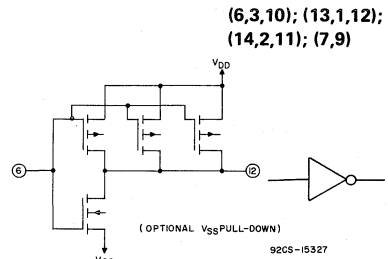 (6,3,10); (13,1,12);
(14,2,11); (7,9)
VDD
6
12
(OPTIONAL VSS PULL-DOWN)
92CS-15327